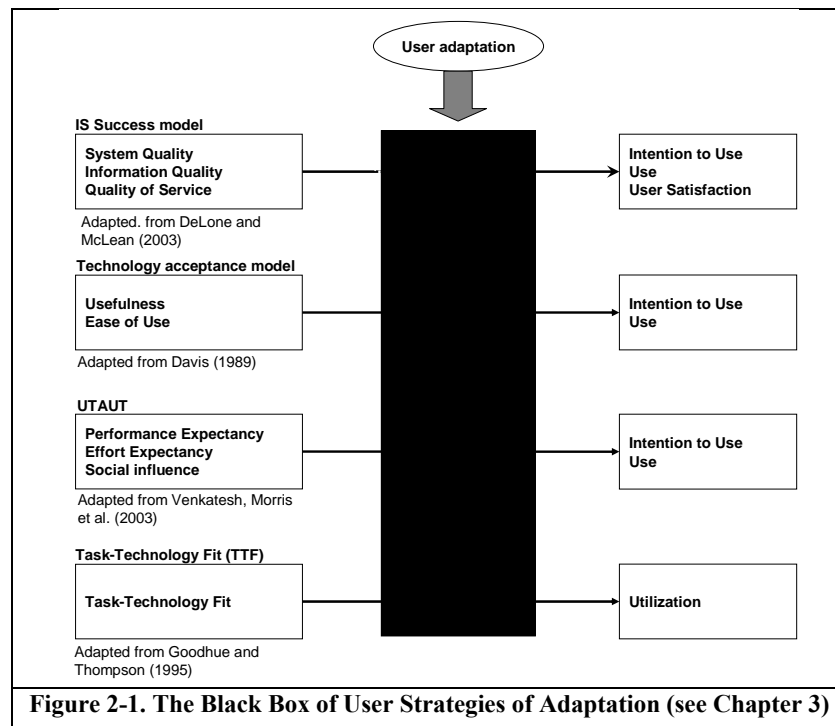 User adaptation
IS Success model
System Quality
Information Quality
Quality of Service
Intention to Use
Use
User Satisfaction
Adapted. from DeLone and
McLean (2003)
Technology acceptance model
Usefulness
Ease of Use
Intention to Use
Use
Adapted from Davis (1989)
UTAUT
Performance Expectancy
Effort Expectancy
Social influence
Intention to Use
Use
Adapted from Venkatesh, Morris
et al. (2003)
Task-Technology Fit (TTF)
Task-Technology Fit
Utilization
Adapted from Goodhue and
Thompson (1995)
Figure 2-1. The Black Box of User Strategies of Adaptation (see Chapter 3)